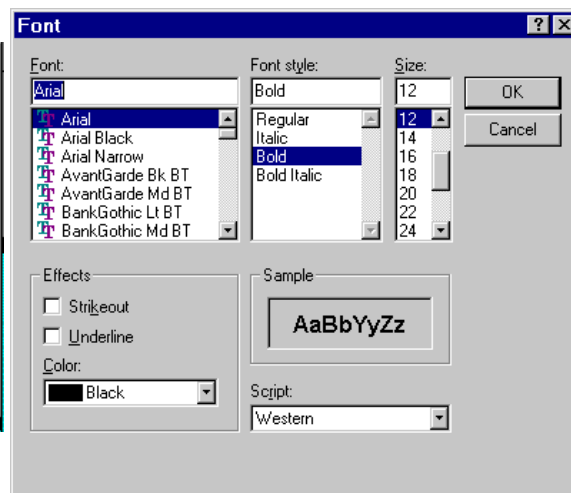 Font
Font:
Arial
Arial
Arial Black
Arial Narrow
AvantGarde Bk BT
AvantGarde Md BT
BankGothic Lt BT
BankGothic Md BT
Font style:
Bold
Regular
Italic
Bold
Bold Italic
Size:
12
12
14
16
18
20
22
24
OK
Cancel
Effects
Strikeout
Underline
Color:
Black
Sample
AaBbYyZz
Script:
Western